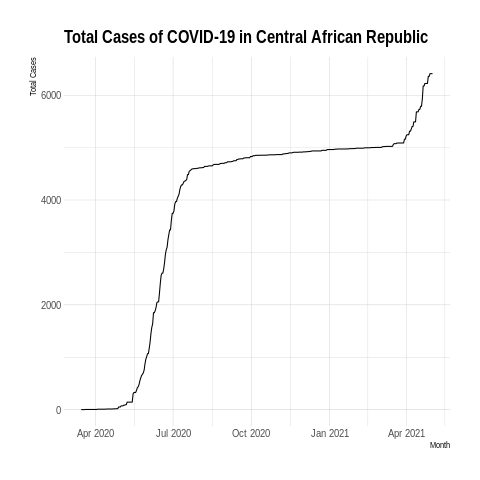 Total Cases of COVID-19 in Central African Republic
Total Cases
6000
4000
2000
0
Apr 2020 Jul 2020 Oct 2020 Jan 2021 Apr 2021
Month